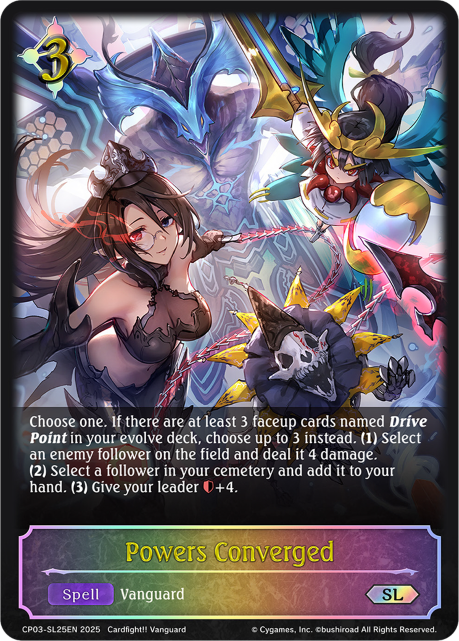 3
Choose one. If there are at least 3 faceup cards named Drive
Point in your evolve deck, choose up to 3 instead. (1) Select
an enemy follower on the field and deal it 4 damage.
(2) Select a follower in your cemetery and add it to your
hand. (3) Give your leader +4.
Powers Converged
Spell Vanguard SL
CP03-SL25EN 2025 Cardfight!! Vanguard © Cygames, Inc. ©bushiroad All Rights Reserved.